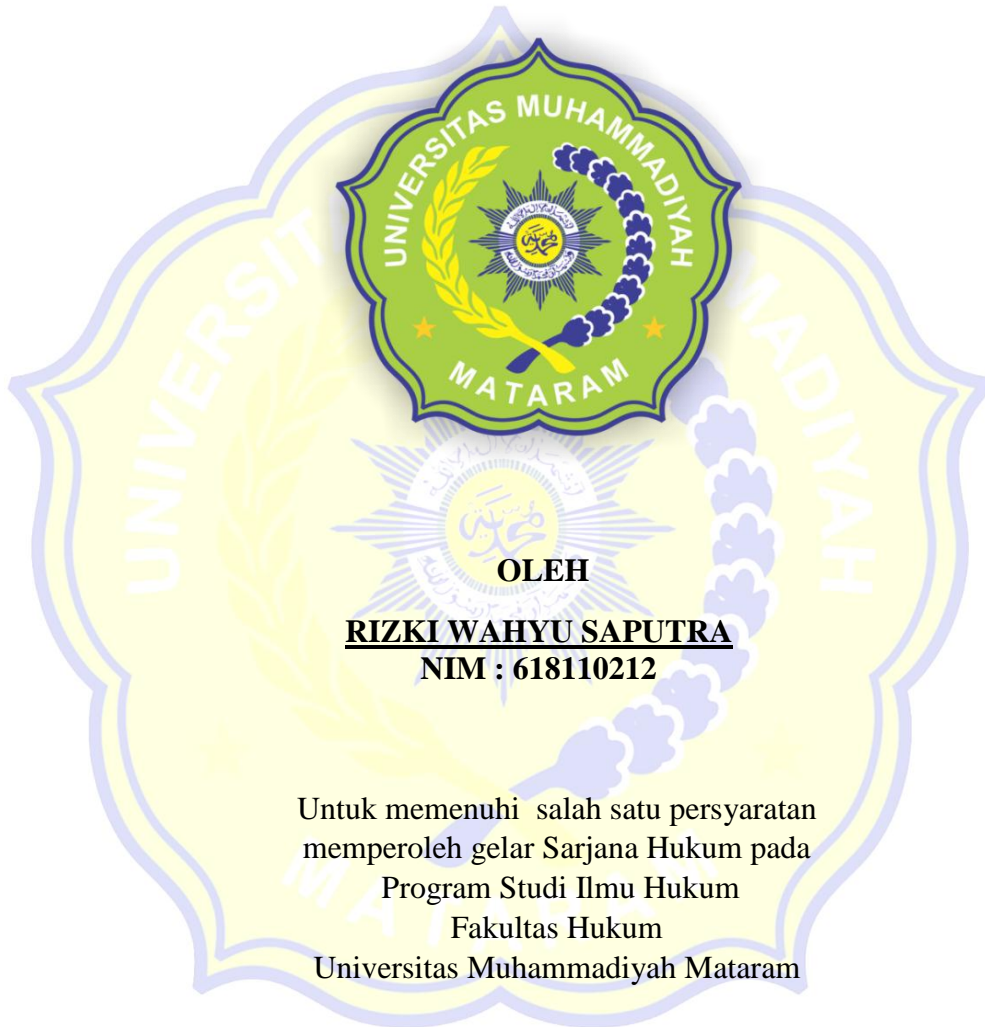 UNIVERSITAS MUHAMMADIYAH
MATARAM
OLEH
RIZKI WAHYU SAPUTRA
NIM : 618110212
Untuk memenuhi  salah satu persyaratan
memperoleh gelar Sarjana Hukum pada
Program Studi Ilmu Hukum
Fakultas Hukum
Universitas Muhammadiyah Mataram